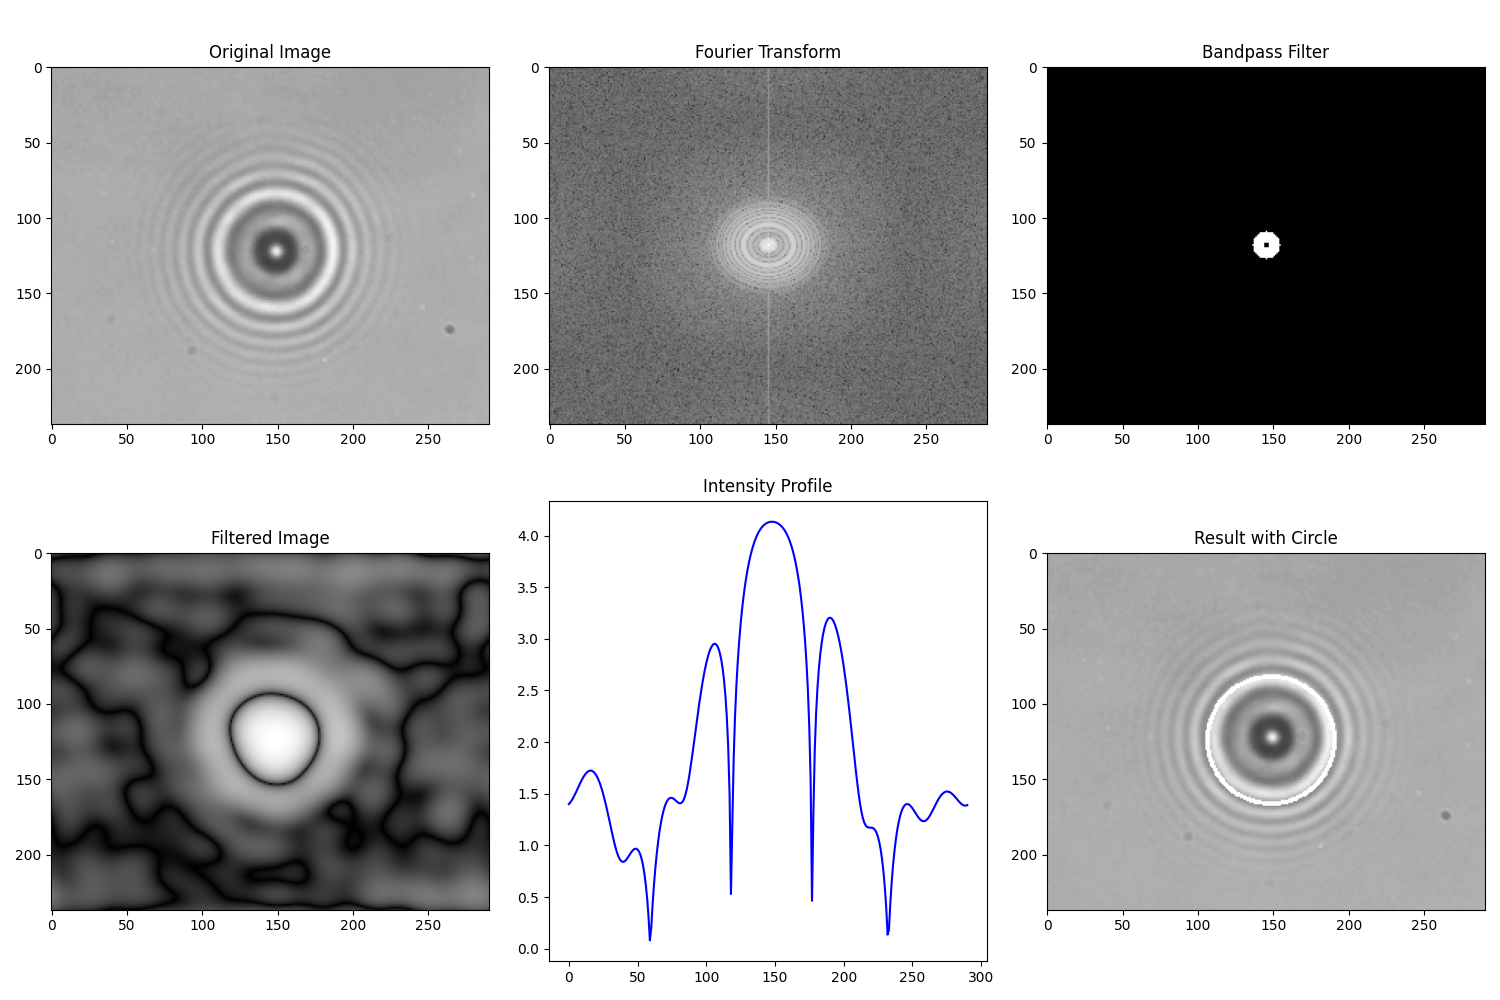 Original Image
0
50
100
150
200
0 50 100 150 200 250
Fourier Transform
0
50
100
150
200
0 50 100 150 200 250
Bandpass Filter
0
50
100
150
200
0 50 100 150 200 250
Filtered Image
0
50
100
150
200
0 50 100 150 200 250
Intensity Profile
4.0
3.5
3.0
2.5
2.0
1.5
1.0
0.5
0.0
0 50 100 150 200 250 300
Result with Circle
0
50
100
150
200
0 50 100 150 200 250